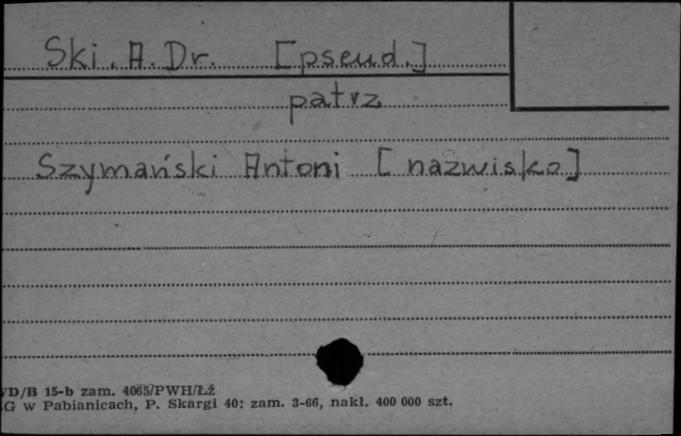 Ski, A. Dr. [pseud.]
patrz
Szymański Antoni [nazwisko]
D/B 15-b zam. 4065/PWH/ŁŹ
G w Pabianicach, P. Skargi 40; zam. 3-66, nakł. 400 000 szt.